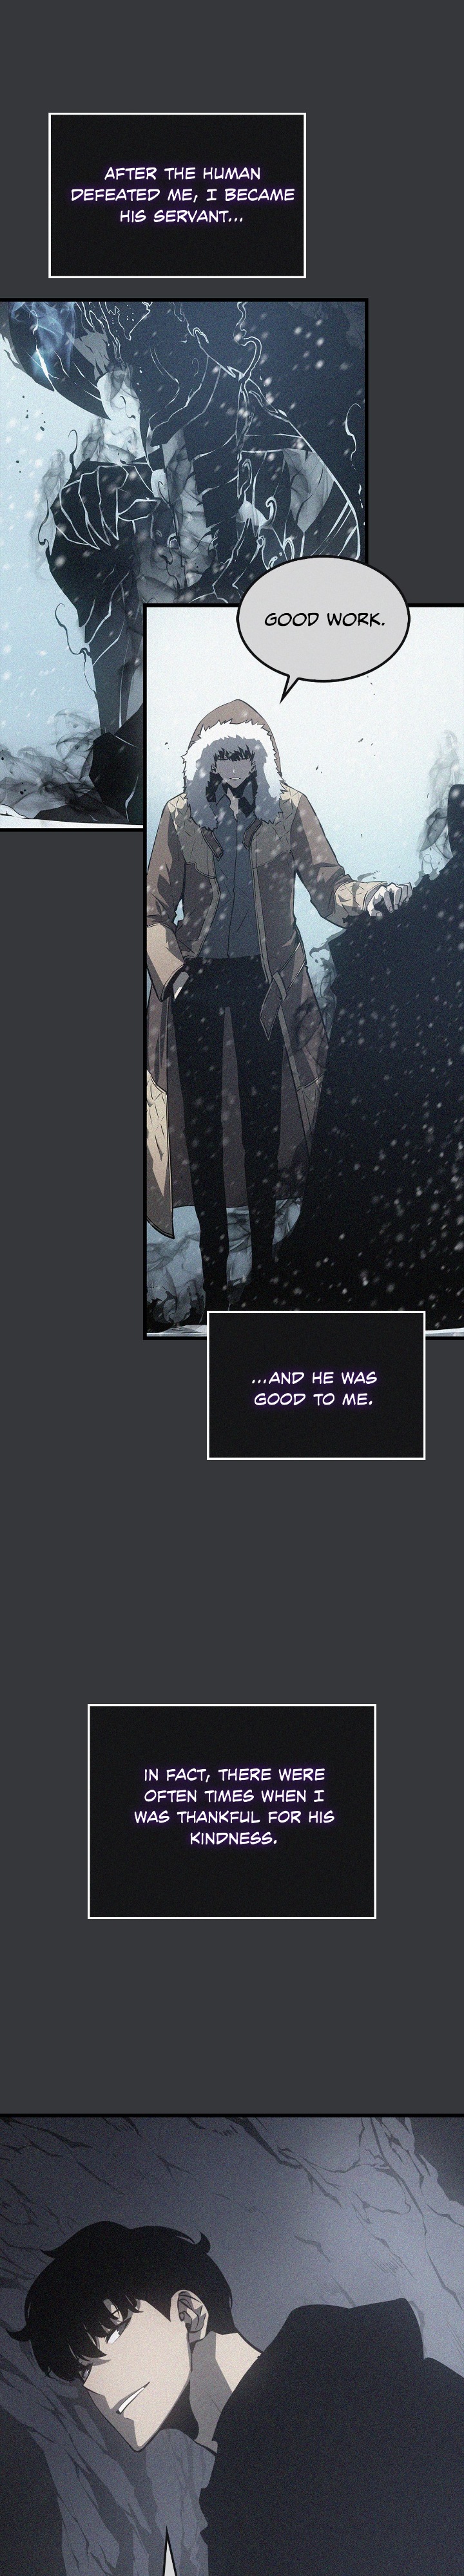 AFTER THE HUMAN
DEFEATED ME, I BECAME
HIS SERVANT...
GOOD WORK.
...AND HE WAS
GOOD TO ME.
IN FACT, THERE WERE
OFTEN TIMES WHEN I
WAS THANKFUL FOR HIS
KINDNESS.